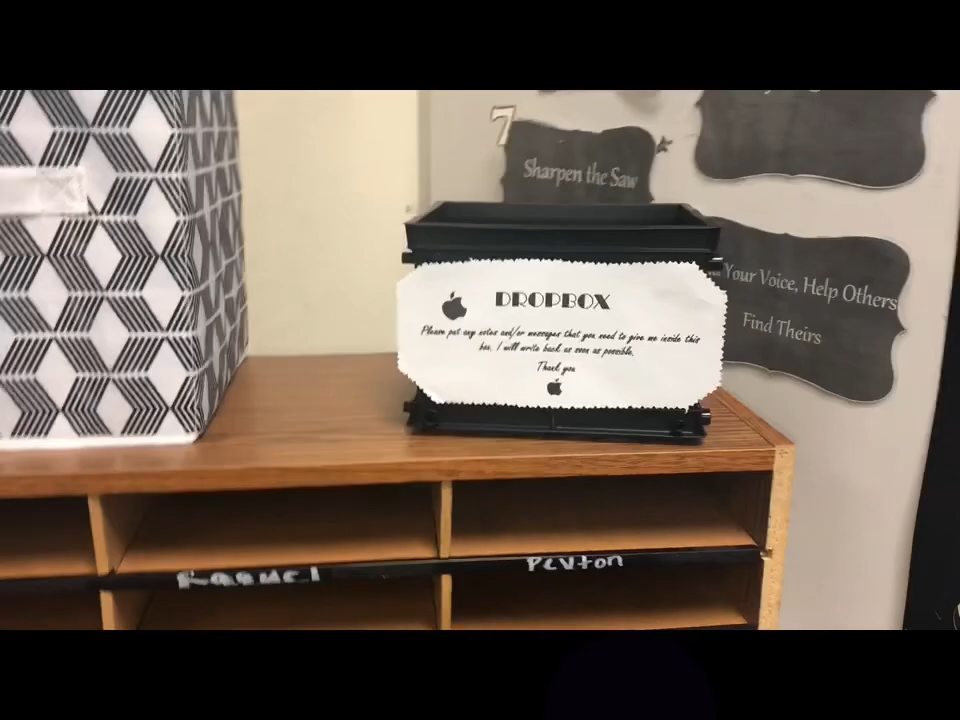 7
Sharpen the Saw
Your Voice, Help Others
Find Theirs
DROPBOX
Please put any notes and/or messages that you need to give me inside this
box. I will write back as soon as possible.
Thank you
Peyton